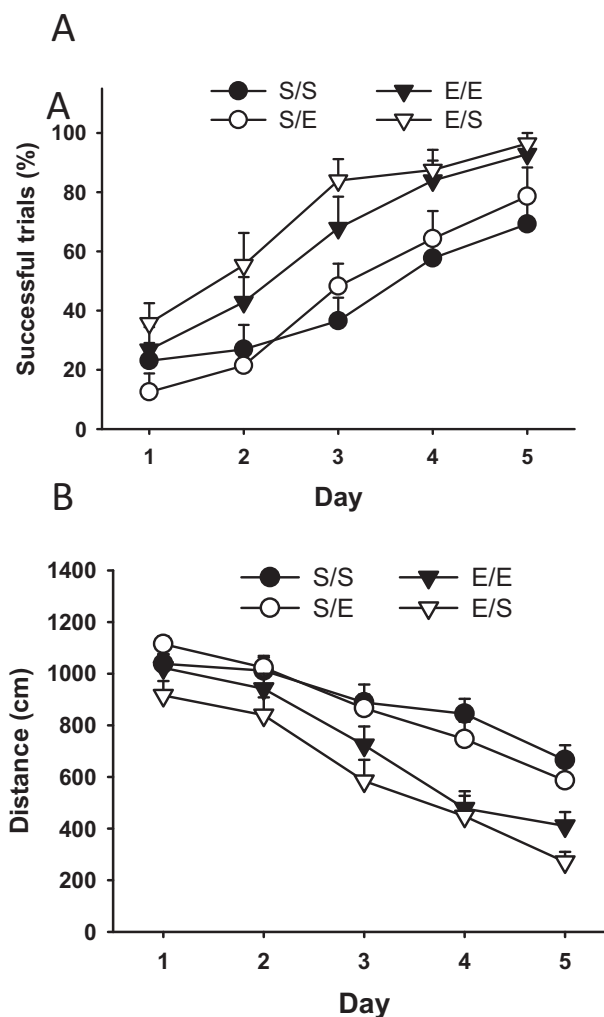 A
A
S/S E/E
S/E E/S
100
80
60
40
20
0
Successful trials (%)
1 2 3 4 5
Day
B
1400
1200
1000
800
600
400
200
0
S/S E/E
S/E E/S
Distance (cm)
1 2 3 4 5
Day